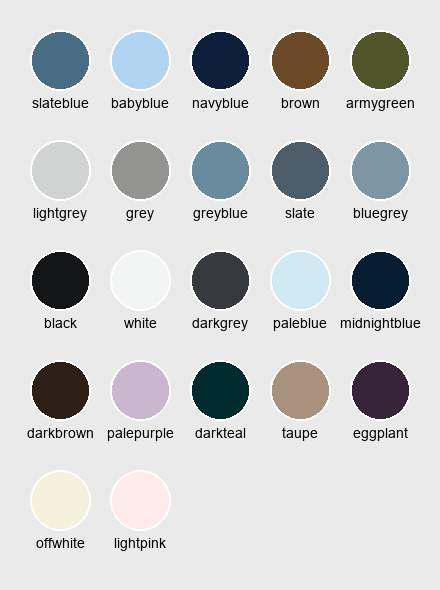 slateblue babyblue navyblue brown armygreen
lightgrey grey greyblue slate bluegrey
black white darkgrey paleblue midnightblue
darkbrown palepurple darkteal taupe eggplant
offwhite lightpink